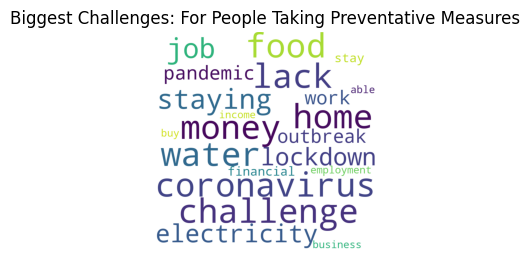 Biggest Challenges: For People Taking Preventative Measures
job food
stay
pandemic lack
able
staying work
income home
buy money outbreak
water lockdown
financial employment
coronavirus
challenge
electricity
business